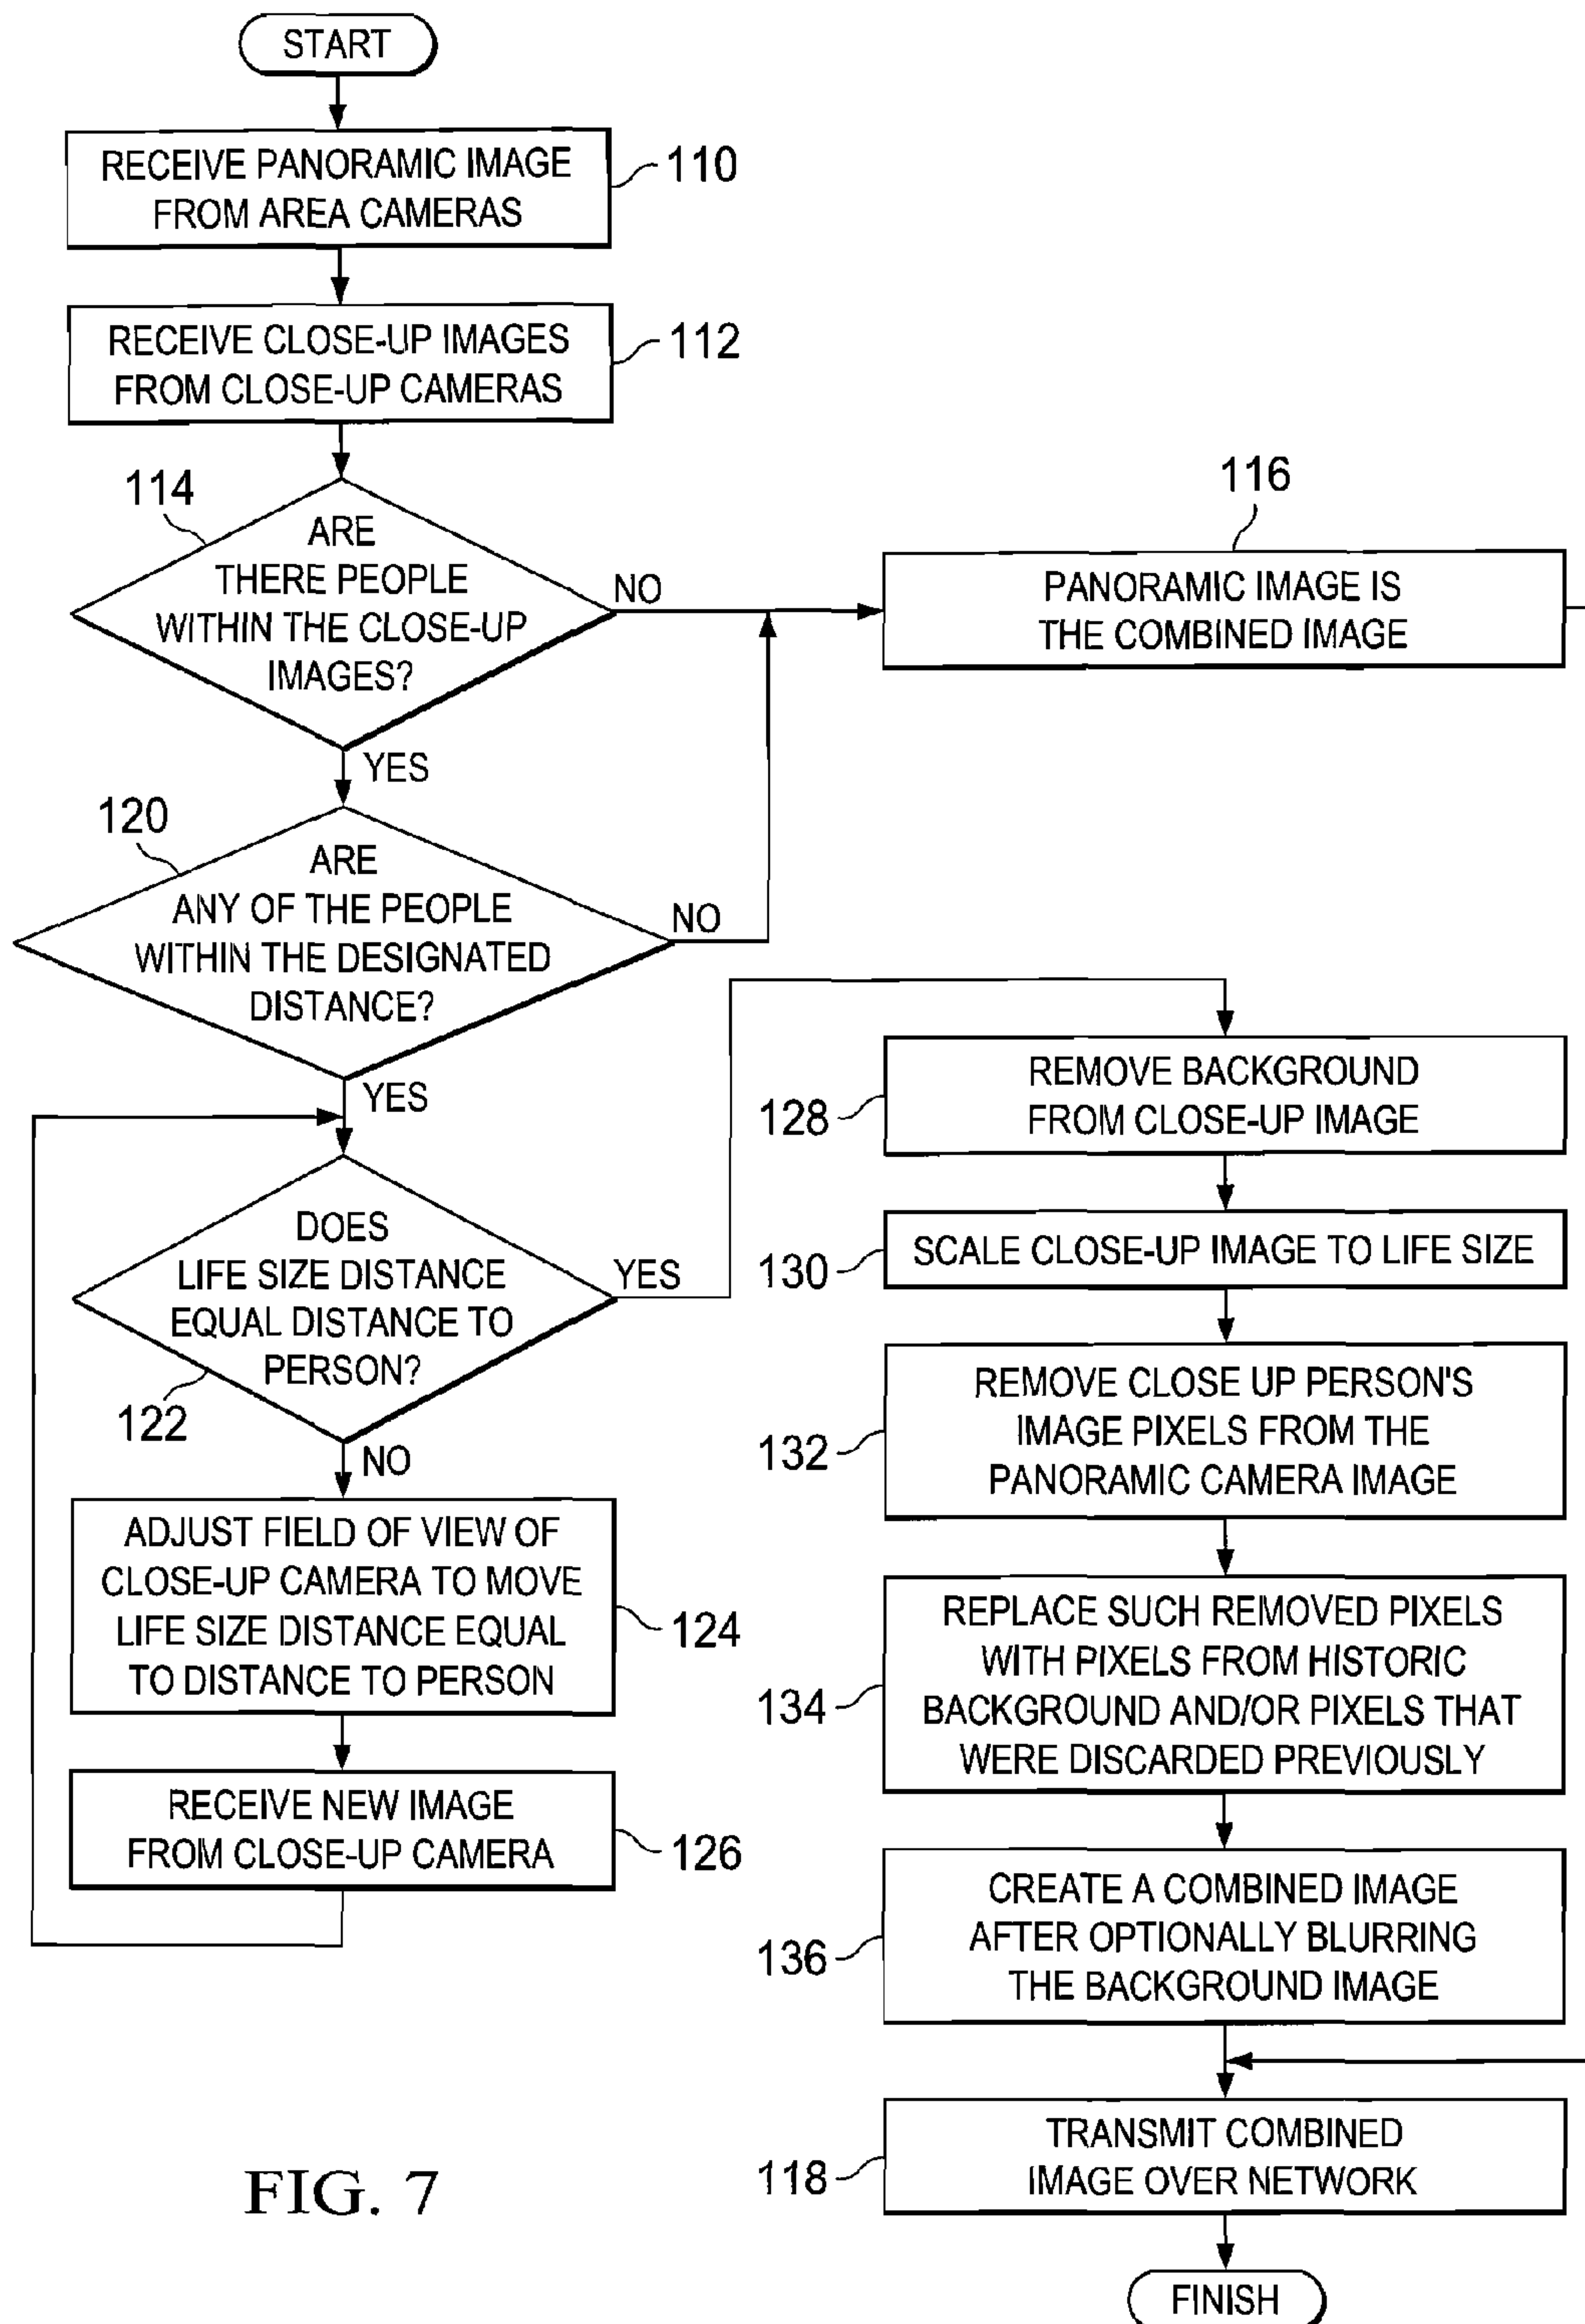 START
RECEIVE PANORAMIC IMAGE
FROM AREA CAMERAS
110
RECEIVE CLOSE-UP IMAGES
FROM CLOSE-UP CAMERAS
112
114
ARE
THERE PEOPLE
WITHIN THE CLOSE-UP
IMAGES?
NO
YES
116
PANORAMIC IMAGE IS
THE COMBINED IMAGE
120
ARE
ANY OF THE PEOPLE
WITHIN THE DESIGNATED
DISTANCE?
NO
YES
DOES
LIFE SIZE DISTANCE
EQUAL DISTANCE TO
PERSON?
YES
122
NO
ADJUST FIELD OF VIEW OF
CLOSE-UP CAMERA TO MOVE
LIFE SIZE DISTANCE EQUAL
TO DISTANCE TO PERSON
124
RECEIVE NEW IMAGE
FROM CLOSE-UP CAMERA
126
REMOVE BACKGROUND
FROM CLOSE-UP IMAGE
128
SCALE CLOSE-UP IMAGE TO LIFE SIZE
130
REMOVE CLOSE UP PERSON'S
IMAGE PIXELS FROM THE
PANORAMIC CAMERA IMAGE
132
REPLACE SUCH REMOVED PIXELS
WITH PIXELS FROM HISTORIC
BACKGROUND AND/OR PIXELS THAT
WERE DISCARDED PREVIOUSLY
134
CREATE A COMBINED IMAGE
AFTER OPTIONALLY BLURRING
THE BACKGROUND IMAGE
136
TRANSMIT COMBINED
IMAGE OVER NETWORK
118
FINISH
FIG. 7